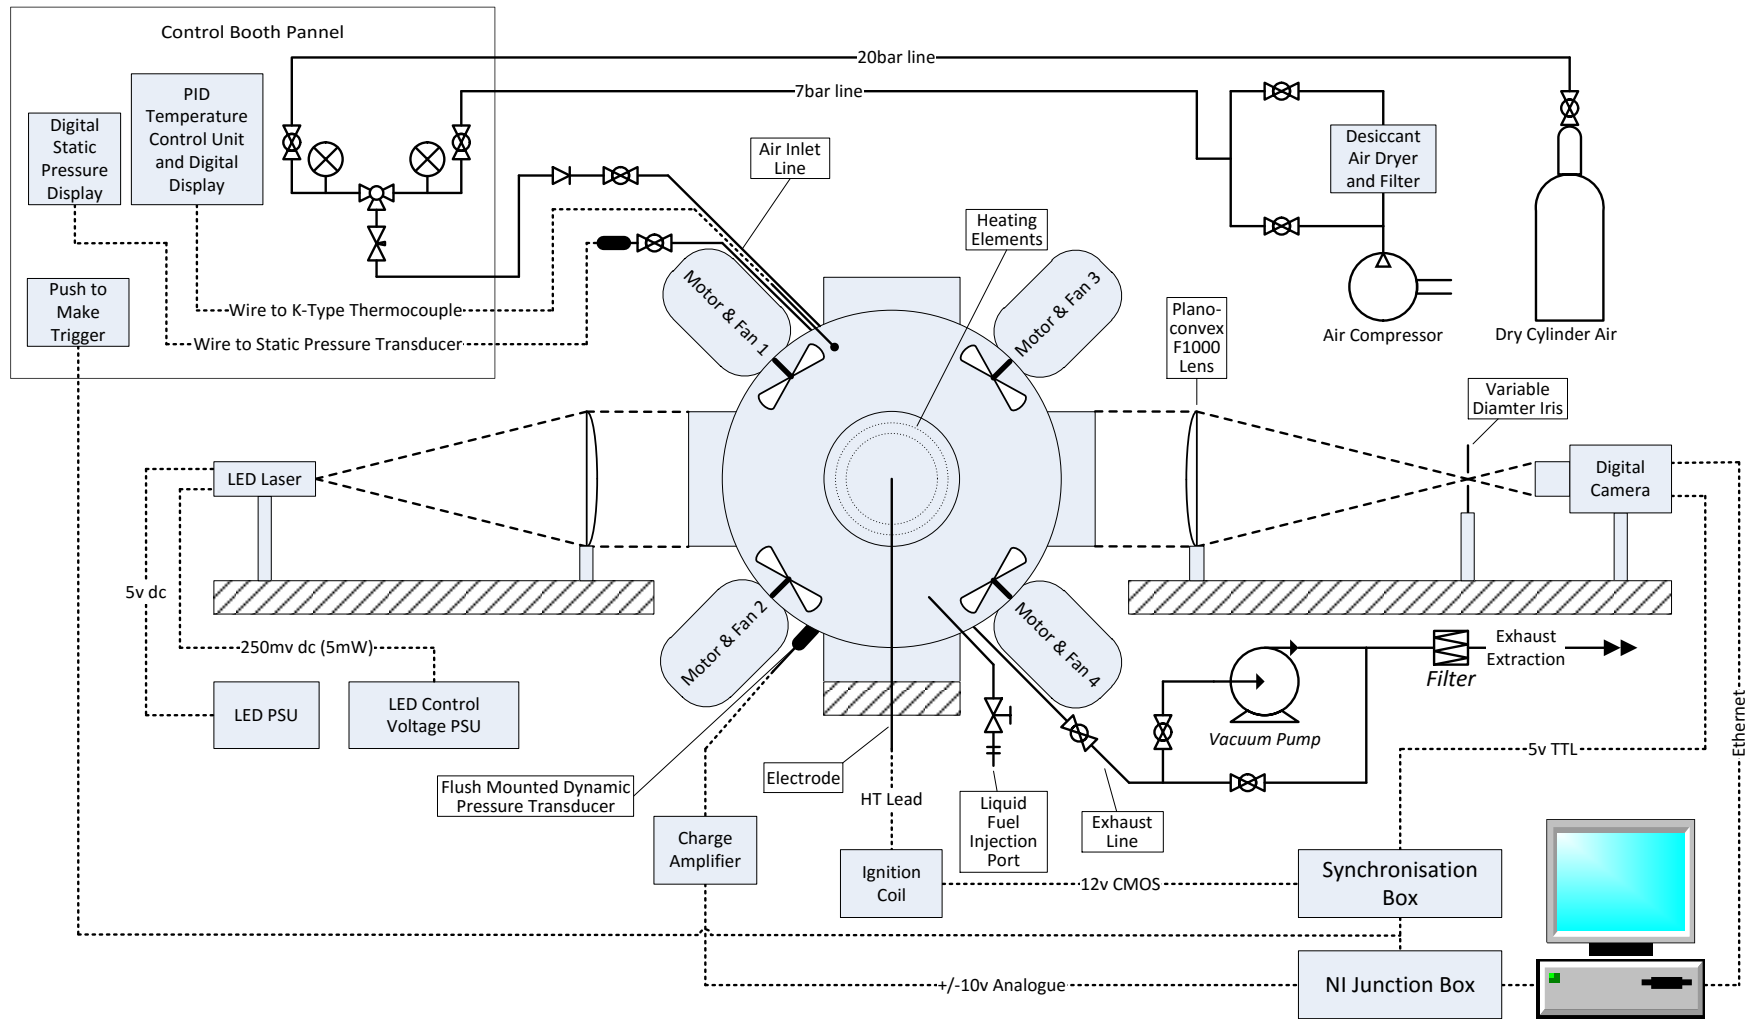 Control Booth Pannel
20bar line
7bar line
PID
Temperature
Control Unit
and Digital
Display
Digital
Static
Pressure
Display
Push to
Make
Trigger
Air Inlet
Line
Wire to K-Type Thermocouple
Wire to Static Pressure Transducer
Heating
Elements
Motor & Fan 1
Motor & Fan 3
Plano-
convex
F1000
Lens
Desiccant
Air Dryer
and Filter
Air Compressor
Dry Cylinder Air
Variable
Diamter Iris
LED Laser
Digital
Camera
5v dc
250mv dc (5mW)
LED PSU
LED Control
Voltage PSU
Motor & Fan 2
Motor & Fan 4
Filter
Exhaust
Extraction
Vacuum Pump
5v TTL
Ethernet
Flush Mounted Dynamic
Pressure Transducer
Electrode
HT Lead
Liquid
Fuel
Injection
Port
Exhaust
Line
Charge
Amplifier
Ignition
Coil
12v CMOS
Synchronisation
Box
+/-10v Analogue
NI Junction Box